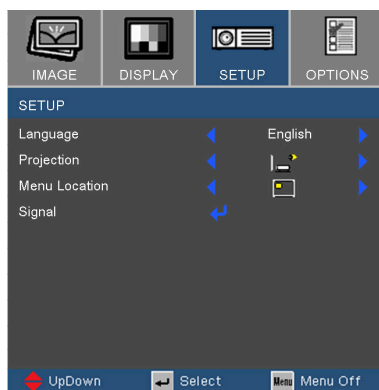 IMAGE DISPLAY SETUP OPTIONS
SETUP
Language English
Projection
Menu Location
Signal
UpDown Select Menu Menu Off